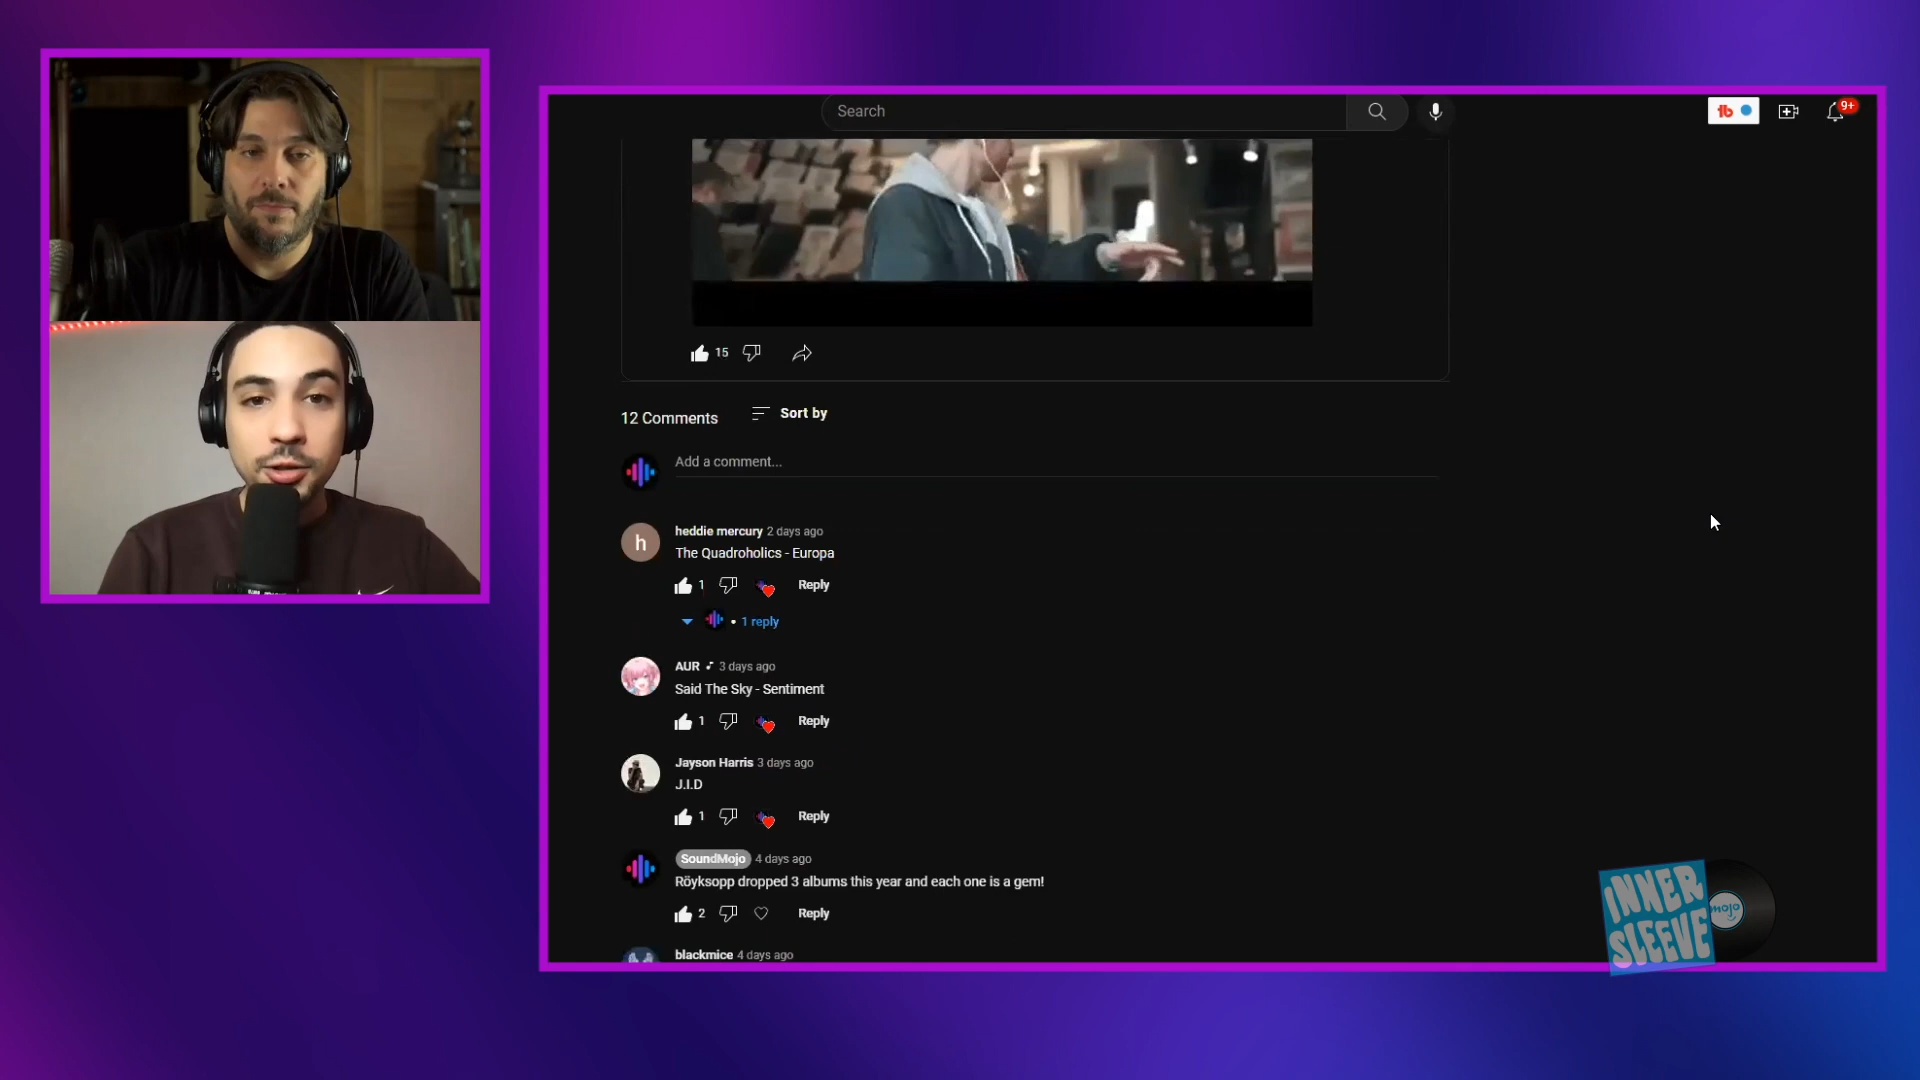 Search
9+
15
12 Comments
Sort by
Add a comment...
h
heddie mercury 2 days ago
The Quadroholics - Europa
1
Reply
• 1 reply
AUR 3 days ago
Said The Sky - Sentiment
1
Reply
Jayson Harris 3 days ago
J.I.D
1
Reply
SoundMojo 4 days ago
Röyksopp dropped 3 albums this year and each one is a gem!
2
Reply
blackmice 4 days ago
INNER
SLEEVE
mojo